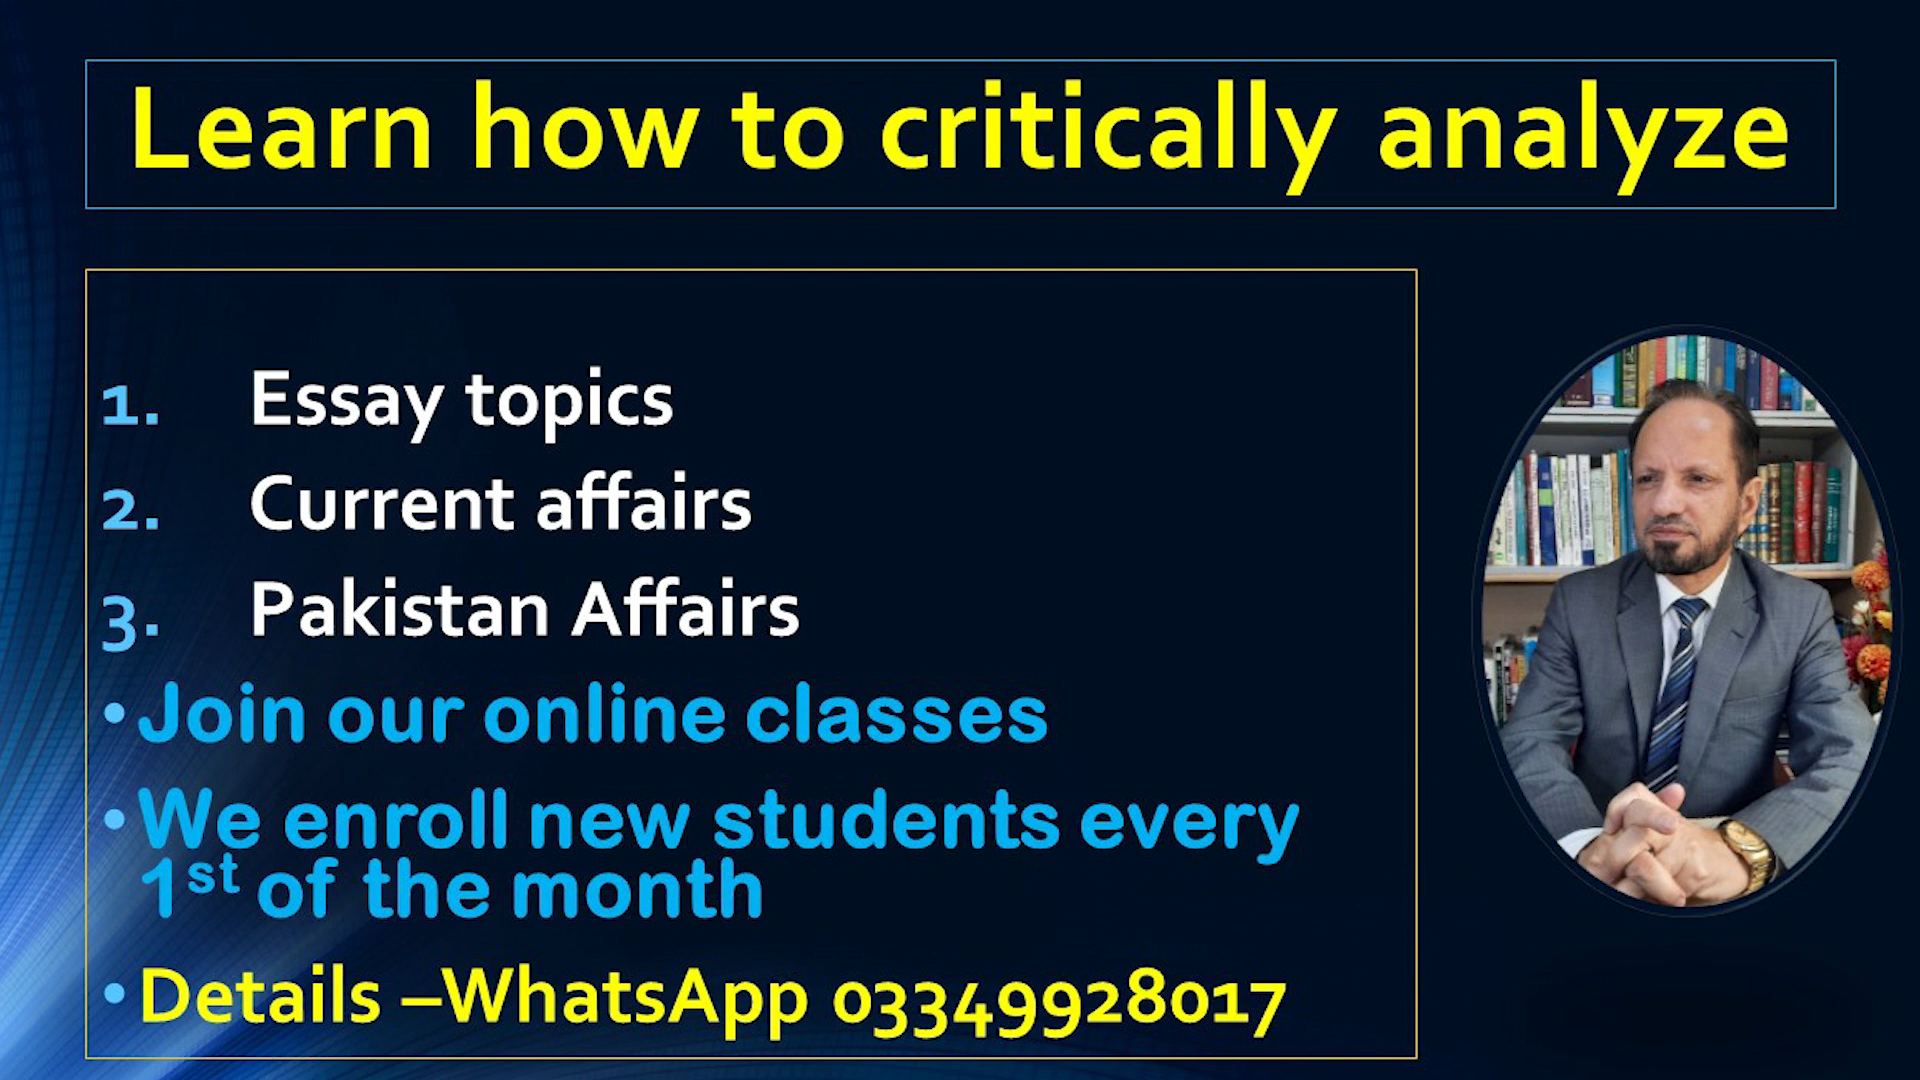 Learn how to critically analyze
1. Essay topics
2. Current affairs
3. Pakistan Affairs
• Join our online classes
• We enroll new students every
1st of the month
• Details –WhatsApp 03349928017